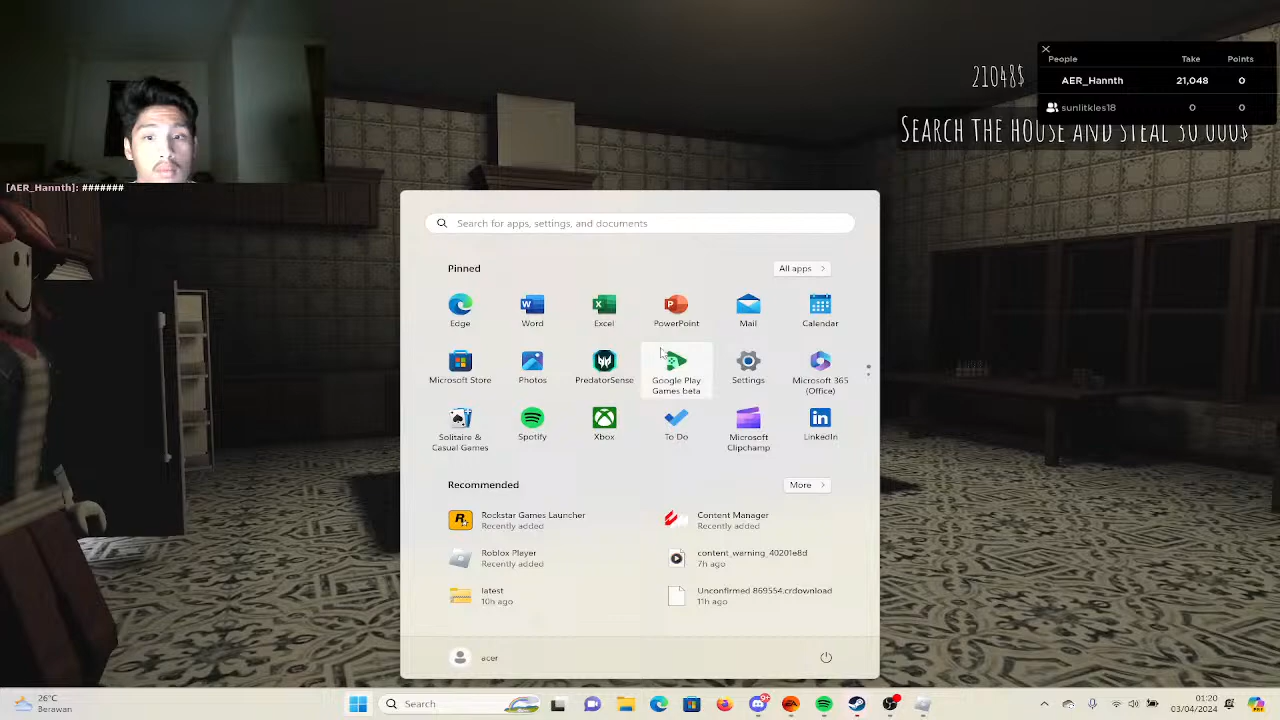 People Take Points
AER_Hannth 21,048 0
sunlitkles18 0 0
21048$
SEARCH THE HOUSE AND STEAL 30 000$
[AER_Hannth]: #######
Search for apps, settings, and documents
Pinned
All apps
Edge
Word
Excel
PowerPoint
Mail
Calendar
Microsoft Store
Photos
PredatorSense
Google Play
Games beta
Settings
Microsoft 365
(Office)
Solitaire &
Casual Games
Spotify
Xbox
To Do
Microsoft
Clipchamp
LinkedIn
Recommended
More
Rockstar Games Launcher
Recently added
Content Manager
Recently added
Roblox Player
Recently added
content_warning_40201e8d
7h ago
latest
10h ago
Unconfirmed 869554.crdownload
11h ago
acer
26°C
Berawan
Search
01:20
03/04/2024